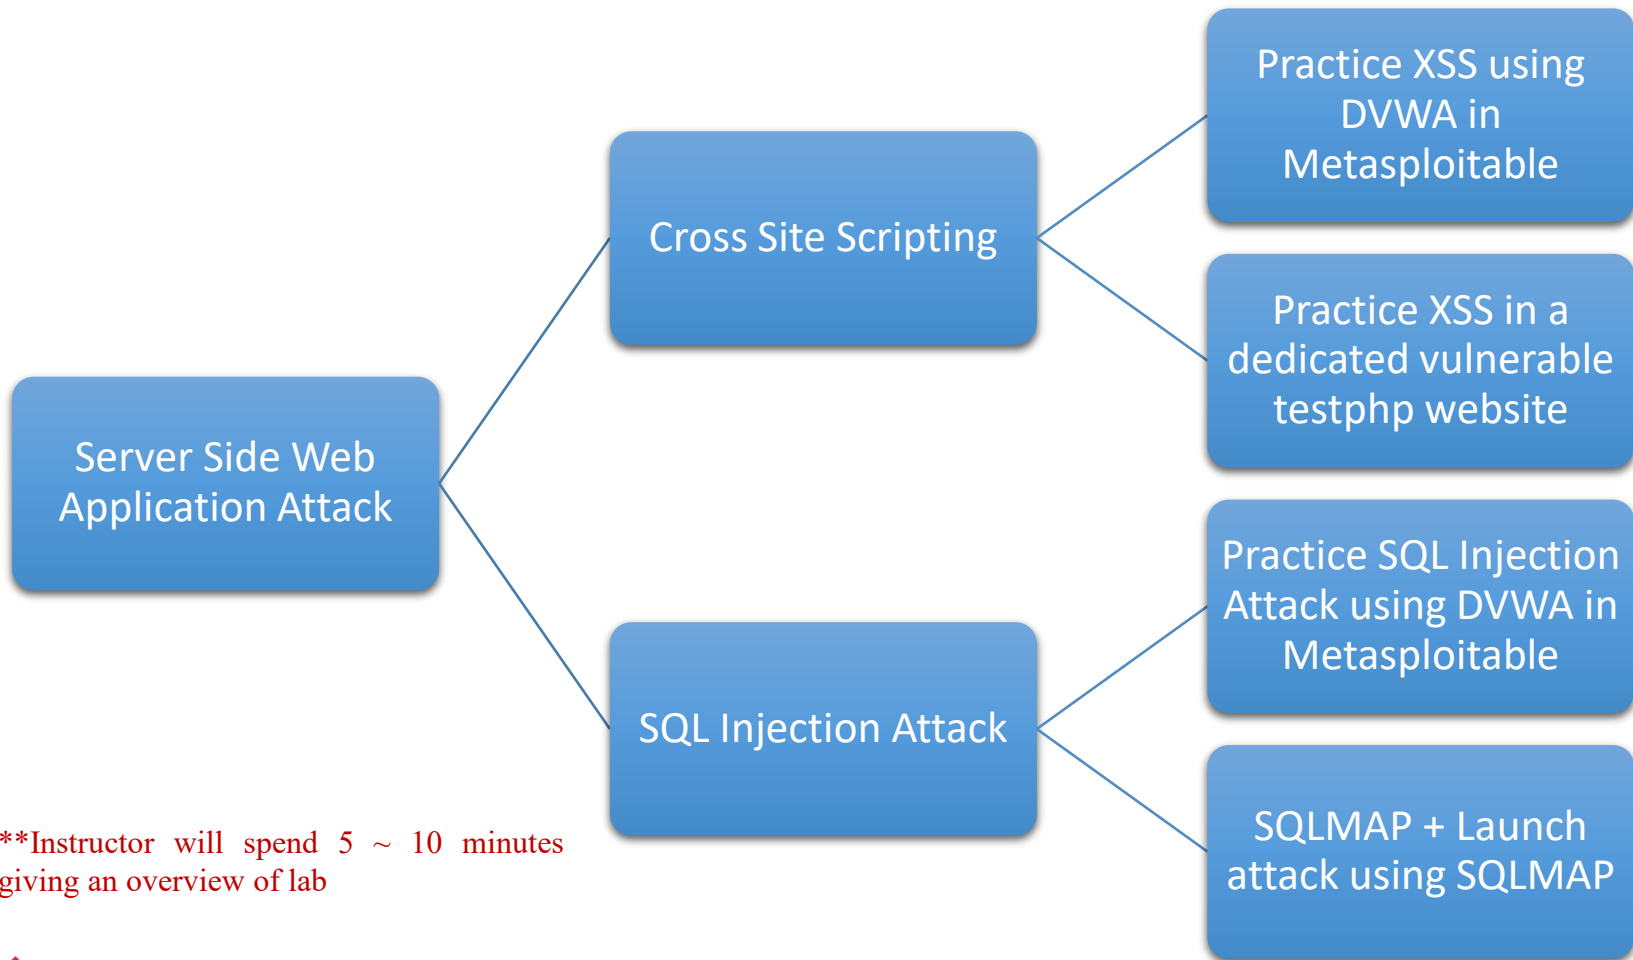 Server Side Web
Application Attack
Cross Site Scripting
Practice XSS using
DVWA in
Metasploitable
Practice XSS in a
dedicated vulnerable
testphp website
SQL Injection Attack
Practice SQL Injection
Attack using DVWA in
Metasploitable
SQLMAP + Launch
attack using SQLMAP
**Instructor will spend 5 ~ 10 minutes
giving an overview of lab